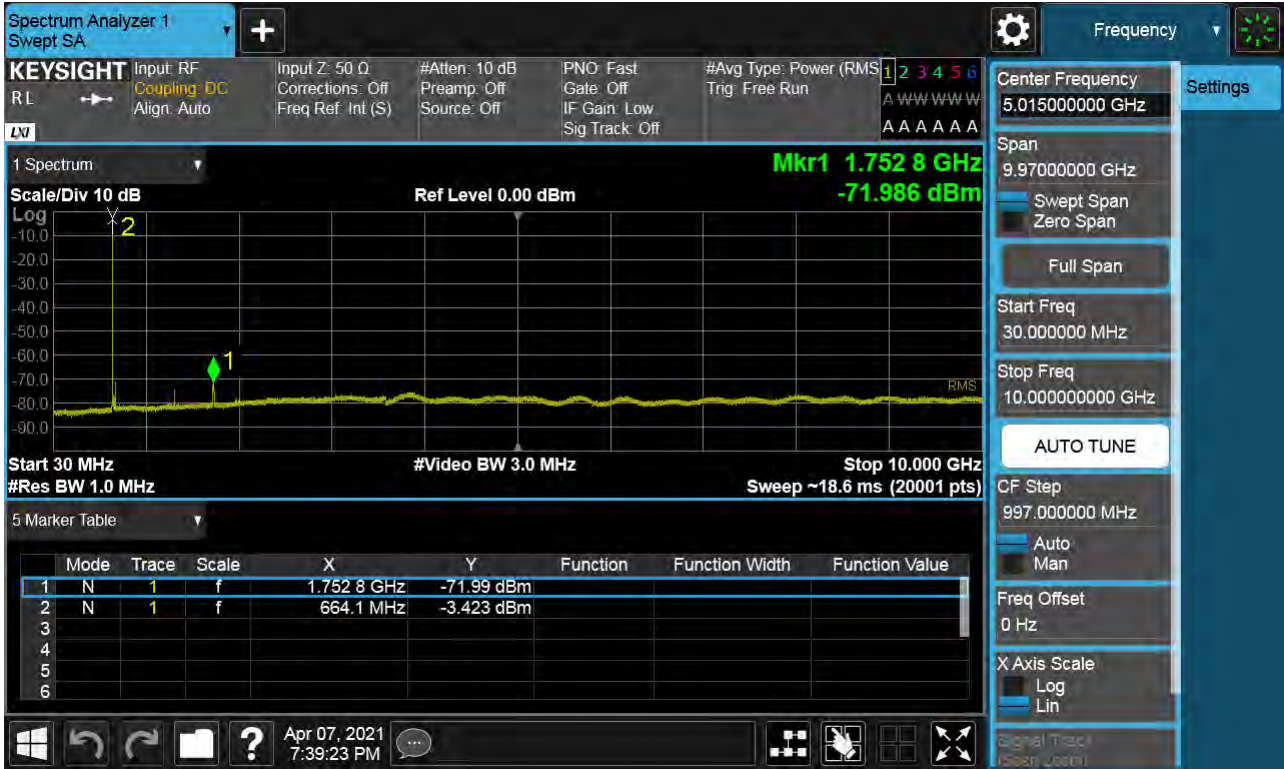 Spectrum Analyzer 1
Swept SA
+
Frequency
KEYSIGHT
R L
LXI
Input: RF
Coupling: DC
Align: Auto
Input Z: 50 Ω
Corrections: Off
Freq Ref: Int (S)
#Atten: 10 dB
Preamp: Off
Source: Off
PNO: Fast
Gate: Off
IF Gain: Low
Sig Track: Off
#Avg Type: Power (RMS
Trig: Free Run
1 2 3 4 5 6
A W W W W W
A A A A A A
1 Spectrum
Mkr1 1.752 8 GHz
-71.986 dBm
Scale/Div 10 dB
Ref Level 0.00 dBm
Log
-10.0
-20.0
-30.0
-40.0
-50.0
-60.0
-70.0
-80.0
-90.0
2
1
RMS
Start 30 MHz
#Video BW 3.0 MHz
Stop 10.000 GHz
#Res BW 1.0 MHz
Sweep ~18.6 ms (20001 pts)
5 Marker Table
Mode Trace Scale X Y Function Function Width Function Value
1 N 1 f 1.752 8 GHz -71.99 dBm
2 N 1 f 664.1 MHz -3.423 dBm
3
4
5
6
?
Apr 07, 2021
7:39:23 PM
Center Frequency
5.015000000 GHz
Settings
Span
9.97000000 GHz
Swept Span
Zero Span
Full Span
Start Freq
30.000000 MHz
Stop Freq
10.000000000 GHz
AUTO TUNE
CF Step
997.000000 MHz
Auto
Man
Freq Offset
0 Hz
X Axis Scale
Log
Lin
Signal Track
(Span Zoom)